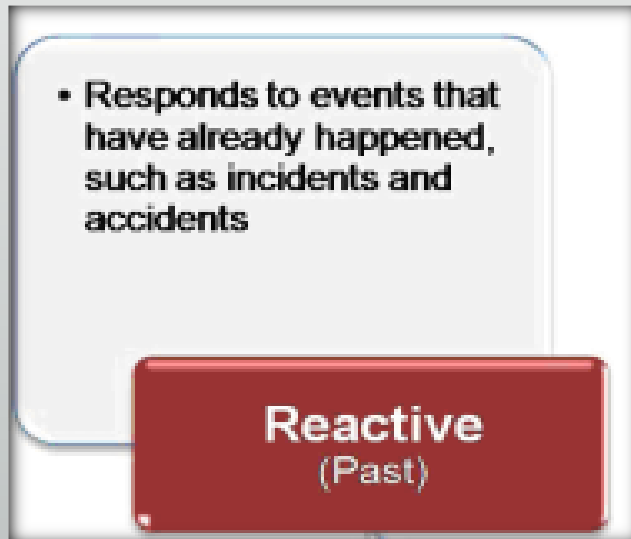 • Responds to events that
have already happened,
such as incidents and
accidents
Reactive
(Past)